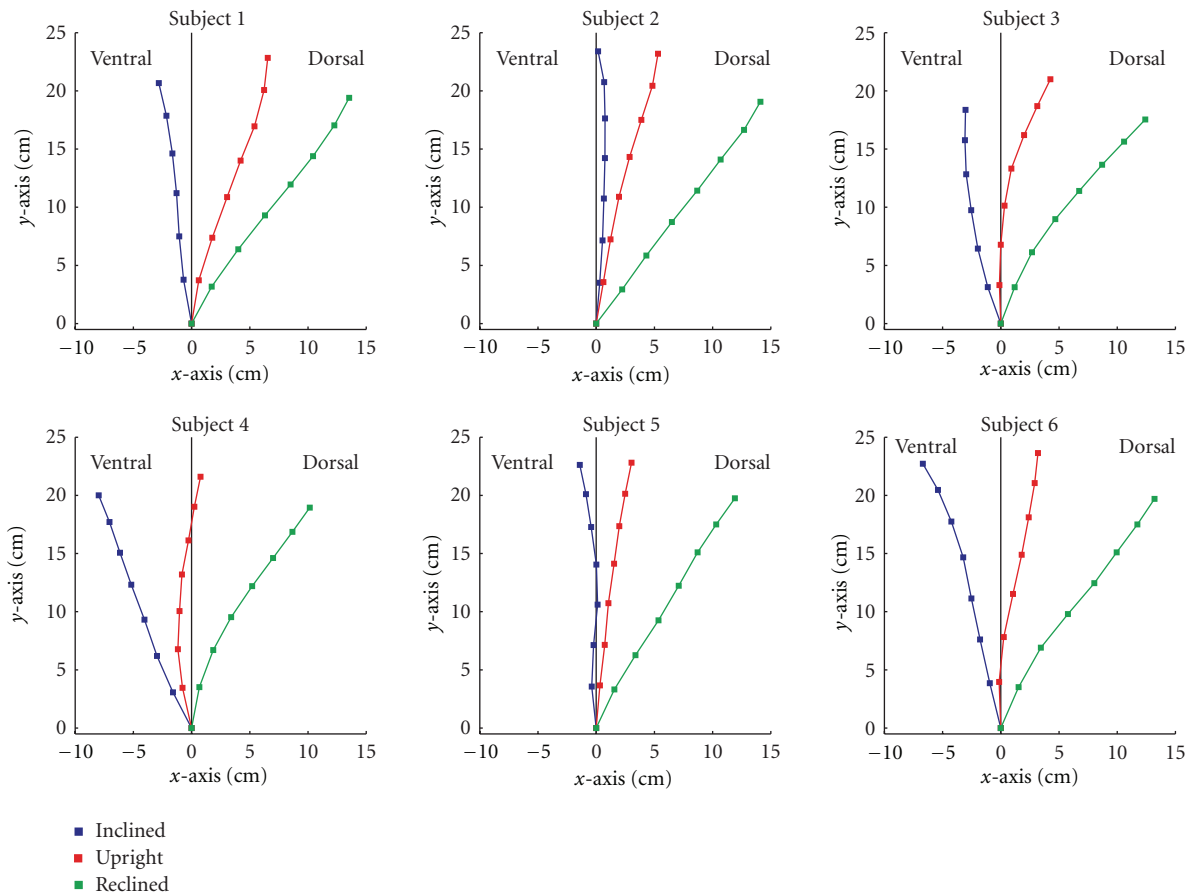 Subject 1
25
20
15
10
5
0
Ventral
Dorsal
y-axis (cm)
−10 −5 0 5 10 15
x-axis (cm)
Subject 2
25
20
15
10
5
0
Ventral
Dorsal
y-axis (cm)
−10 −5 0 5 10 15
x-axis (cm)
Subject 3
25
20
15
10
5
0
Ventral
Dorsal
y-axis (cm)
−10 −5 0 5 10 15
x-axis (cm)
Subject 4
25
20
15
10
5
0
Ventral
Dorsal
y-axis (cm)
−10 −5 0 5 10 15
x-axis (cm)
Subject 5
25
20
15
10
5
0
Ventral
Dorsal
y-axis (cm)
−10 −5 0 5 10 15
x-axis (cm)
Subject 6
25
20
15
10
5
0
Ventral
Dorsal
y-axis (cm)
−10 −5 0 5 10 15
x-axis (cm)
Inclined
Upright
Reclined